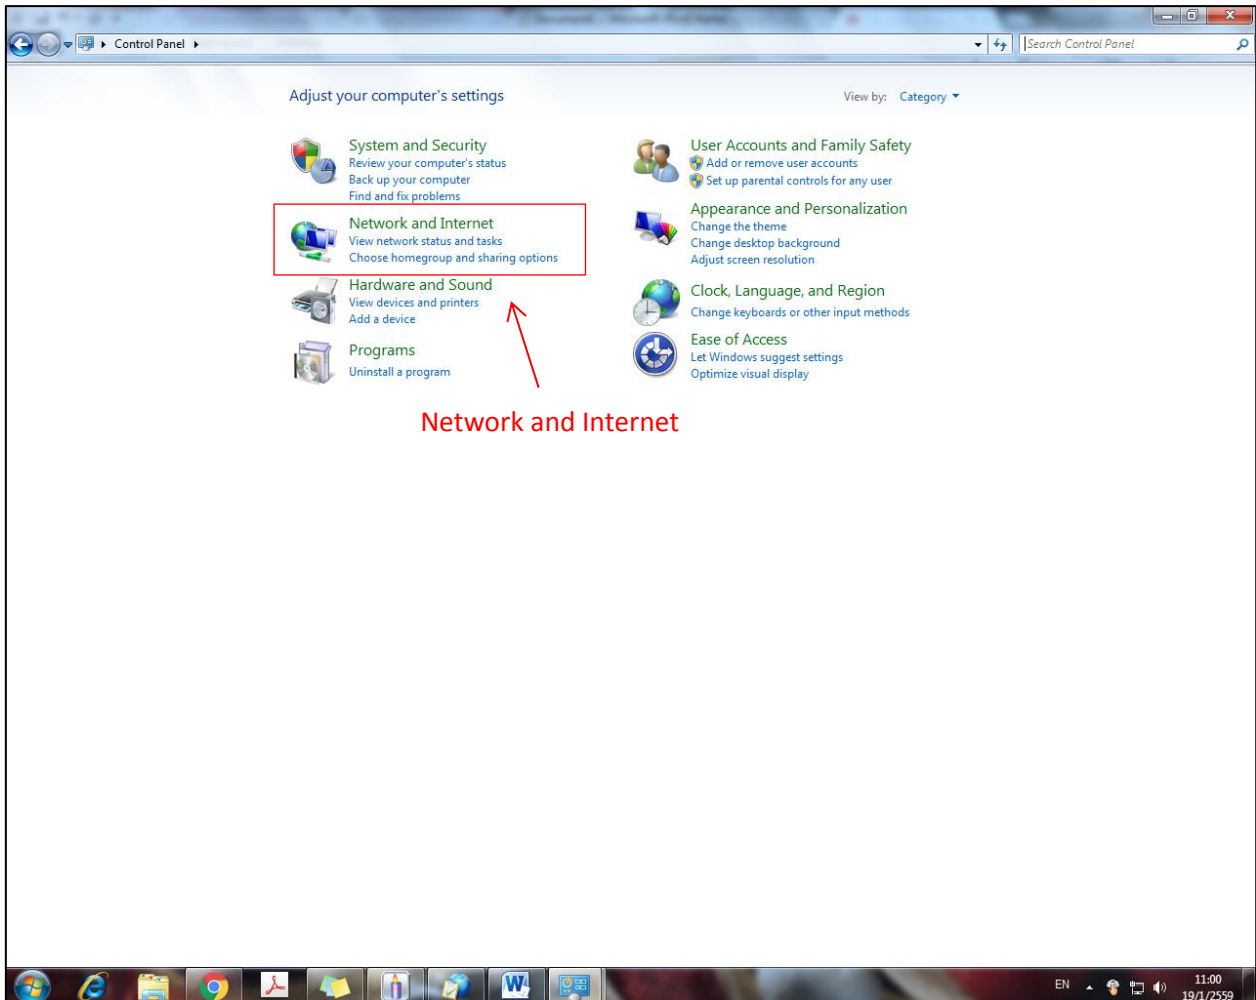 Control Panel
Search Control Panel
Adjust your computer's settings
View by: Category
System and Security
Review your computer's status
Back up your computer
Find and fix problems
Network and Internet
View network status and tasks
Choose homegroup and sharing options
Hardware and Sound
View devices and printers
Add a device
Programs
Uninstall a program
User Accounts and Family Safety
Add or remove user accounts
Set up parental controls for any user
Appearance and Personalization
Change the theme
Change desktop background
Adjust screen resolution
Clock, Language, and Region
Change keyboards or other input methods
Ease of Access
Let Windows suggest settings
Optimize visual display
Network and Internet
EN
11:00
19/1/2559